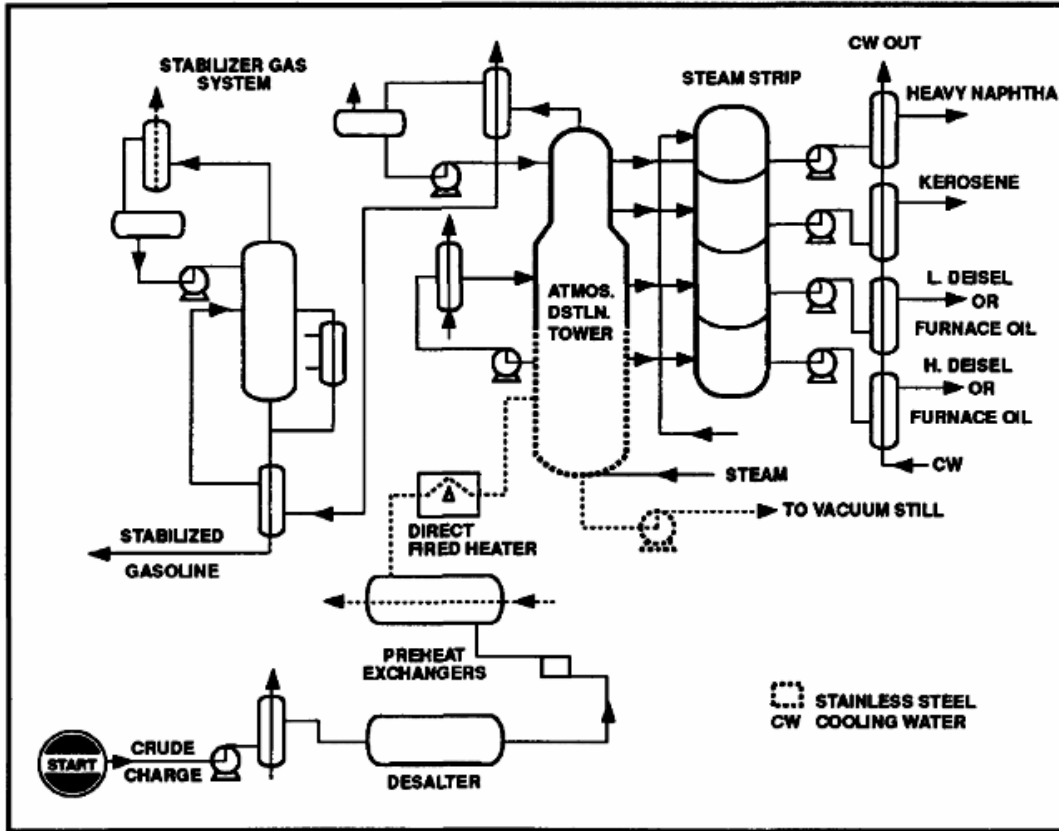 STABILIZER GAS
SYSTEM
CW OUT
STEAM STRIP
HEAVY NAPHTHA
KEROSENE
L. DEISEL
OR
FURNACE OIL
H. DEISEL
OR
FURNACE OIL
CW
ATMOS.
DSTLN.
TOWER
STEAM
TO VACUUM STILL
DIRECT
FIRED HEATER
STABILIZED
GASOLINE
PREHEAT
EXCHANGERS
STAINLESS STEEL
CW COOLING WATER
START
CRUDE
CHARGE
DESALTER